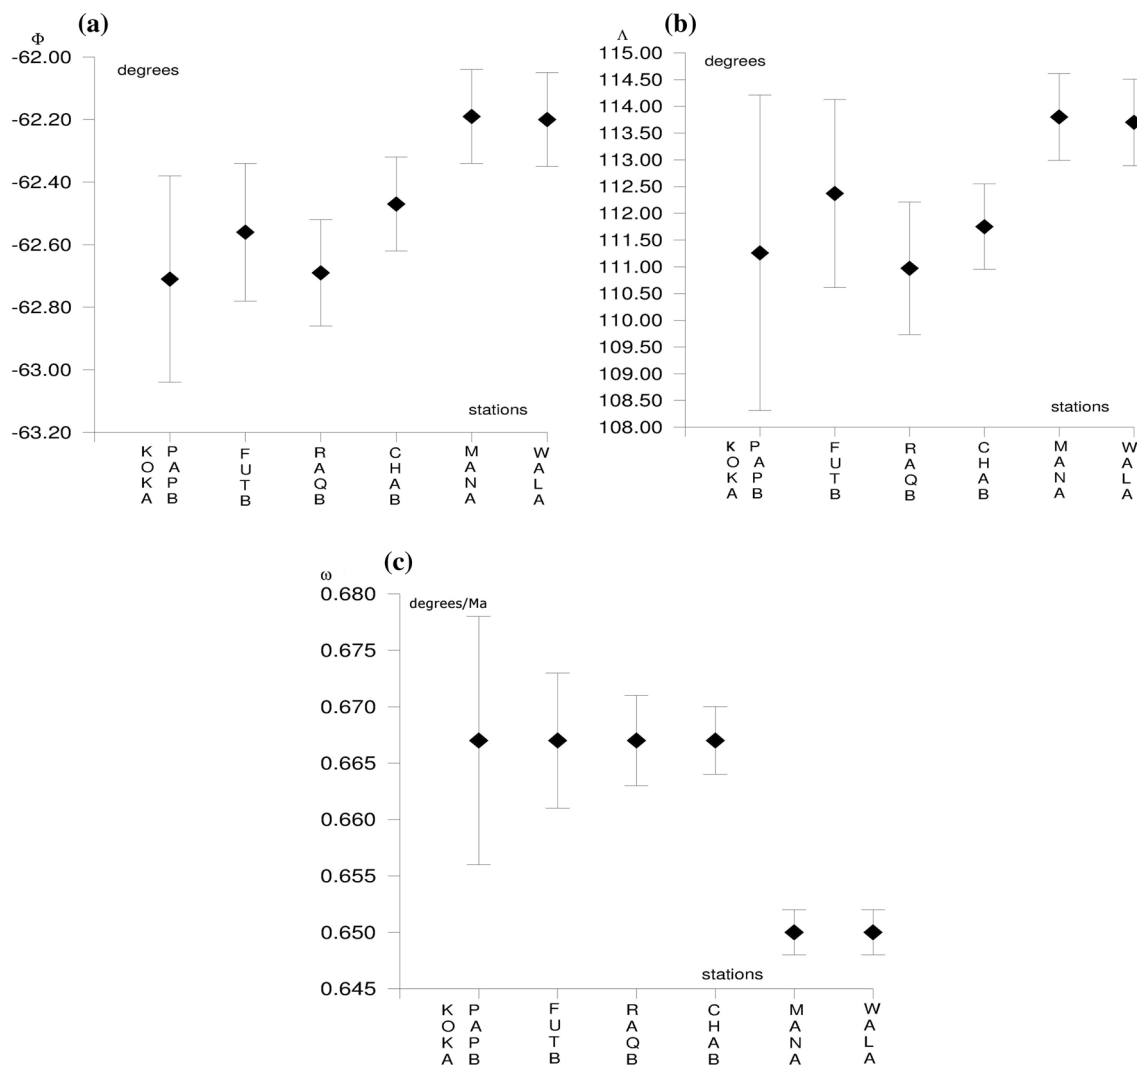 (a)
Φ
-62.00
degrees
-62.20
-62.40
-62.60
-62.80
-63.00
stations
-63.20
KOKA
PAPB
FUTB
RAQB
CHAB
MANA
WALA
(b)
Λ
115.00
degrees
114.50
114.00
113.50
113.00
112.50
112.00
111.50
111.00
110.50
110.00
109.50
109.00
108.50
stations
108.00
KOKA
PAPB
FUTB
RAQB
CHAB
MANA
WALA
(c)
ω
0.680
degrees/Ma
0.675
0.670
0.665
0.660
0.655
0.650
stations
0.645
KOKA
PAPB
FUTB
RAQB
CHAB
MANA
WALA